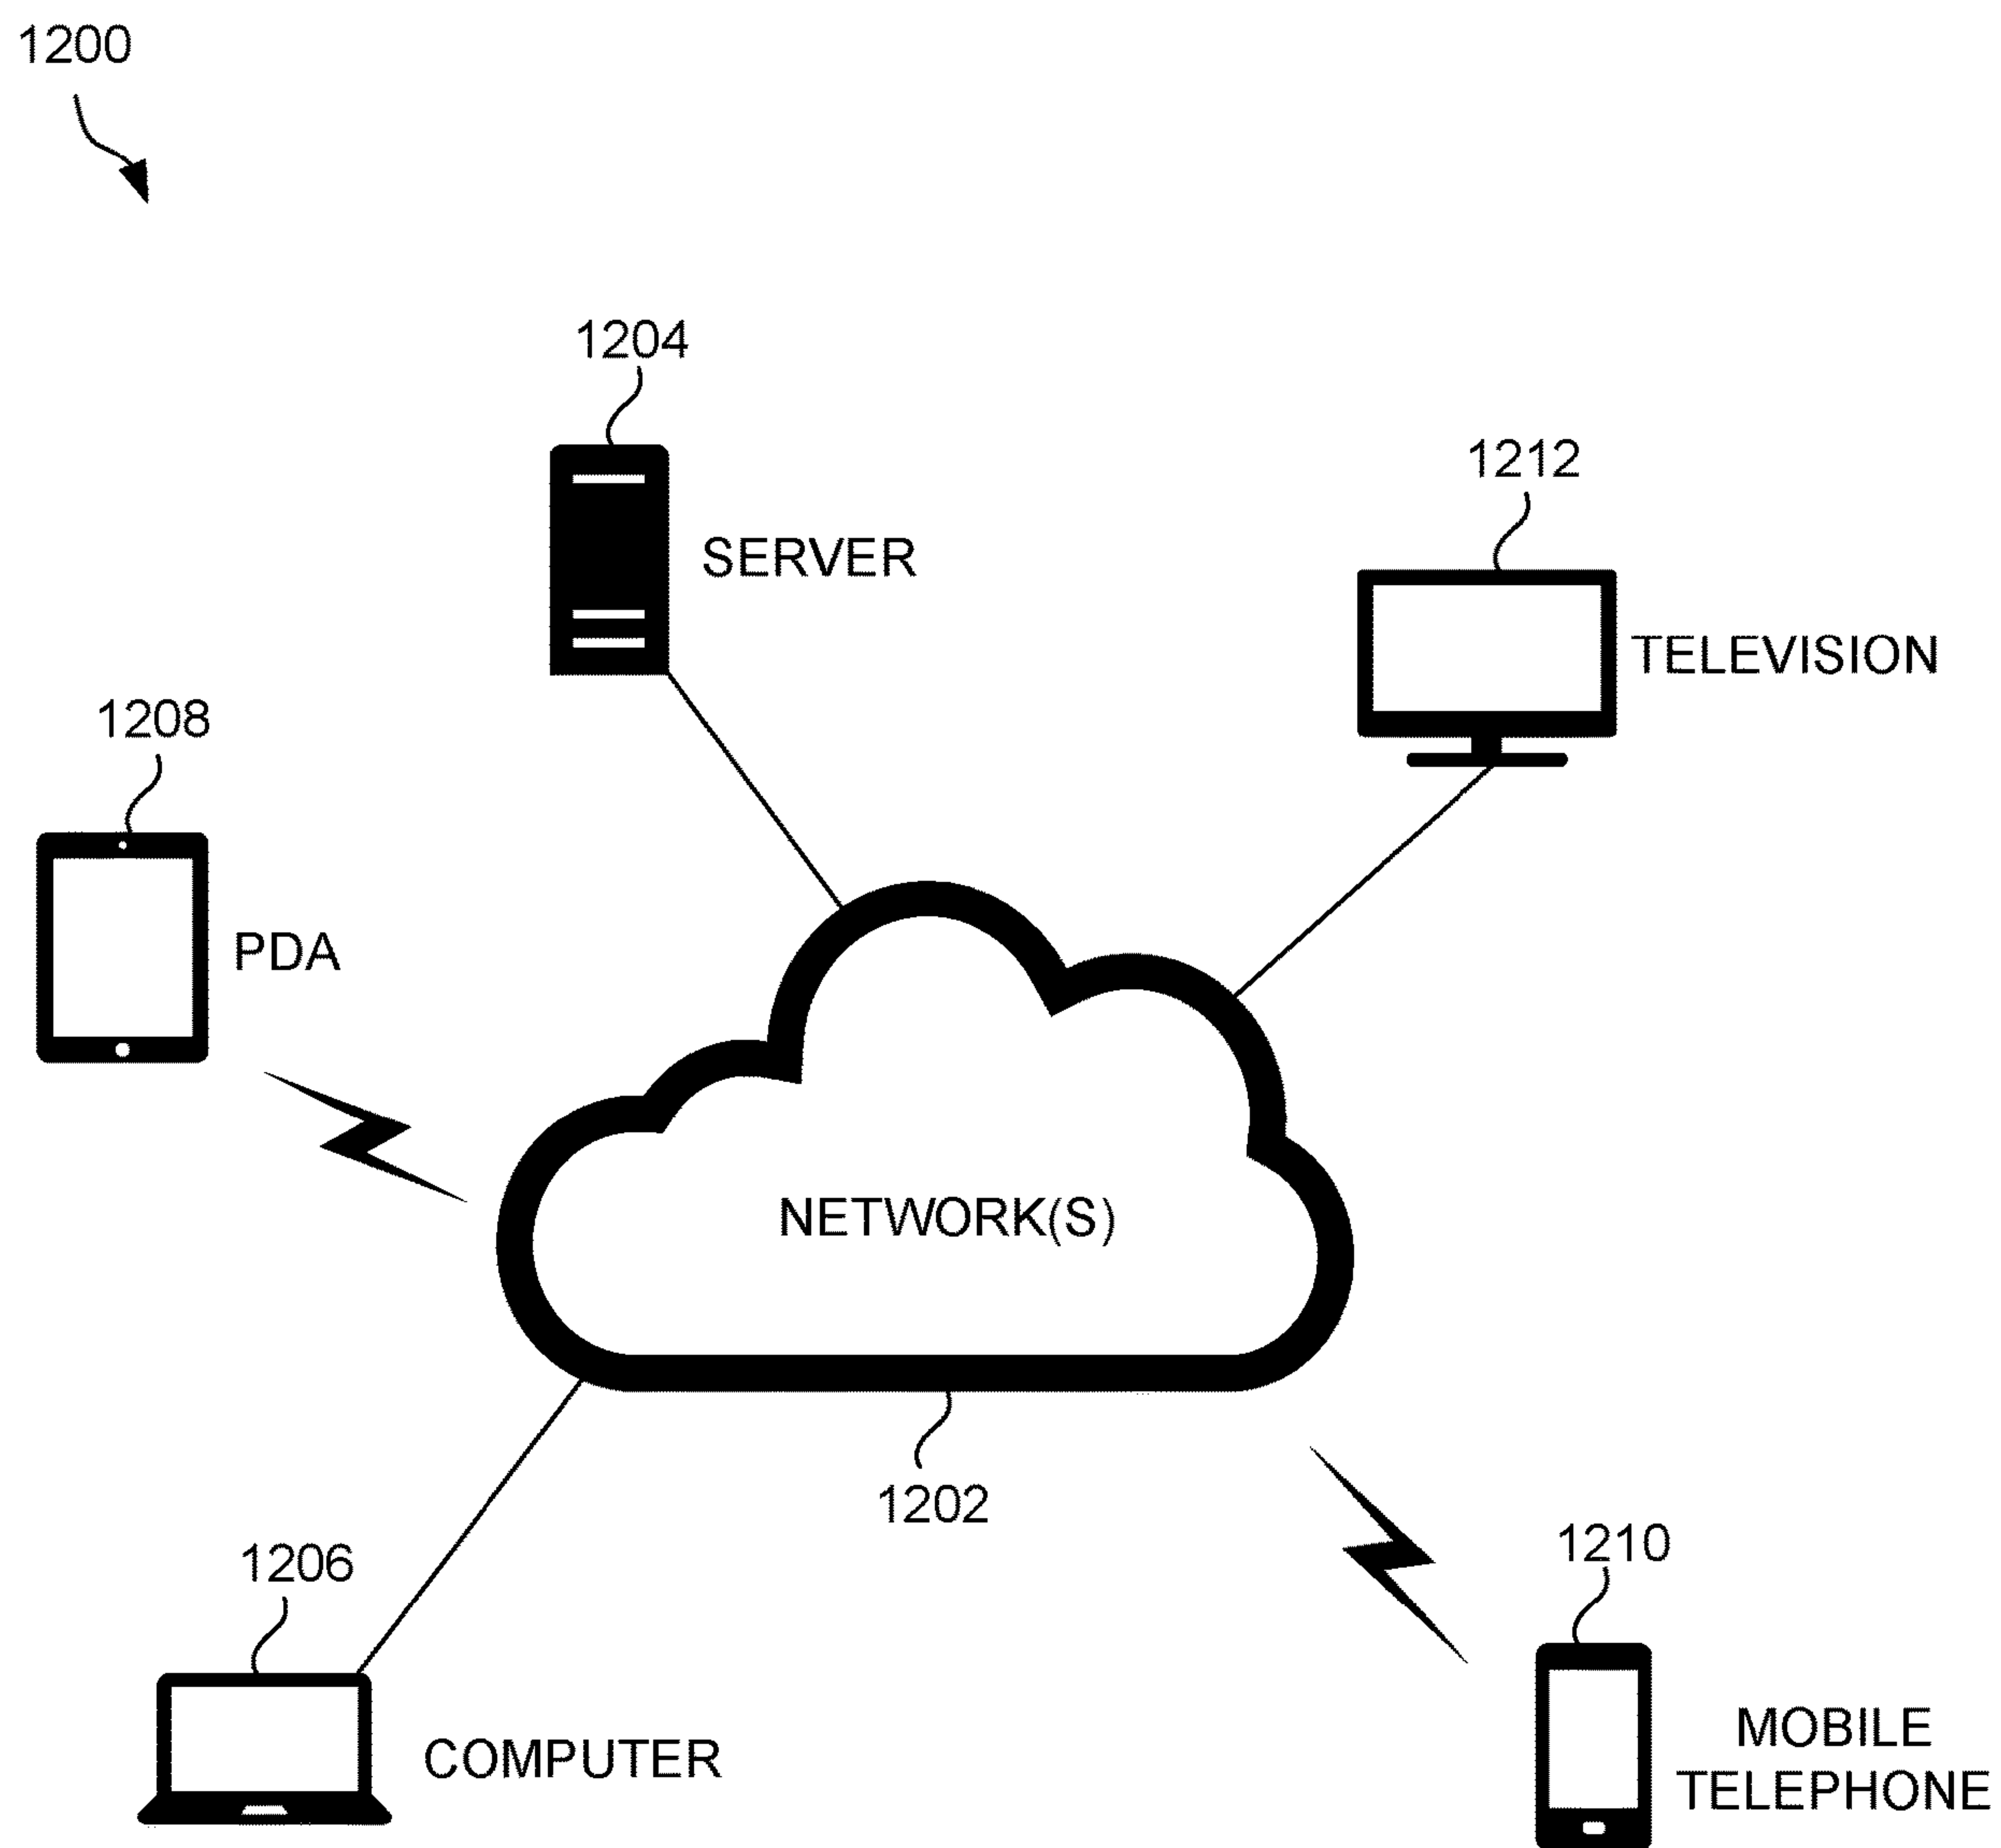 1200
1204
SERVER
1212
TELEVISION
1208
PDA
NETWORK(S)
1202
1206
COMPUTER
1210
MOBILE
TELEPHONE